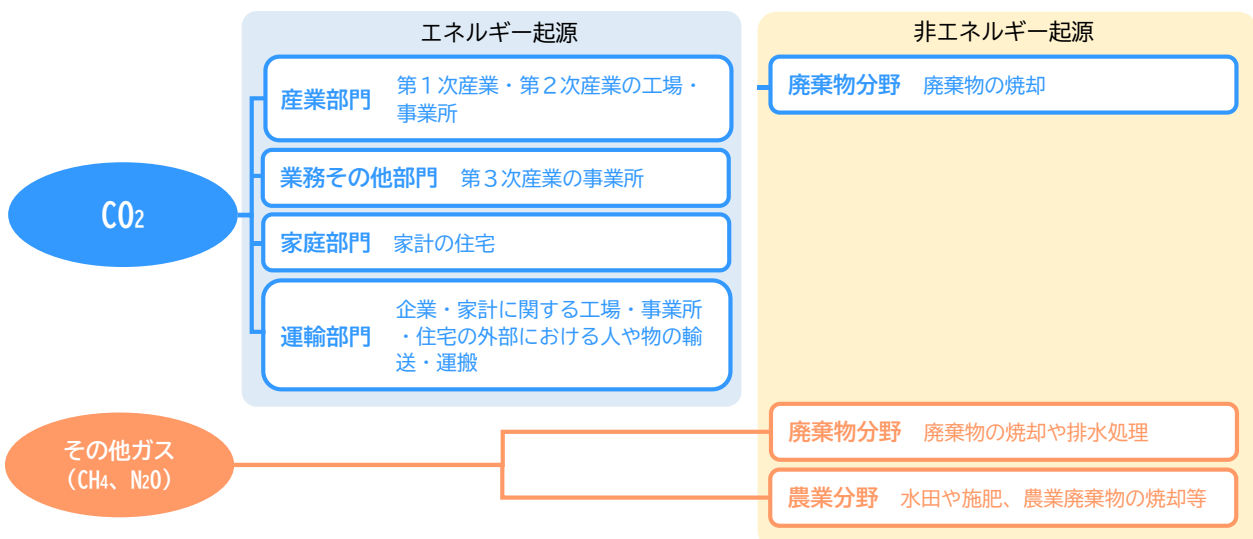 エネルギー起源
非エネルギー起源
産業部門 第１次産業・第２次産業の工場・
事業所
廃棄物分野 廃棄物の焼却
業務その他部門 第３次産業の事業所
CO2
家庭部門 家計の住宅
運輸部門 企業・家計に関する工場・事業所
・住宅の外部における人や物の輸
送・運搬
その他ガス
（CH4、N2O）
廃棄物分野 廃棄物の焼却や排水処理
農業分野 水田や施肥、農業廃棄物の焼却等